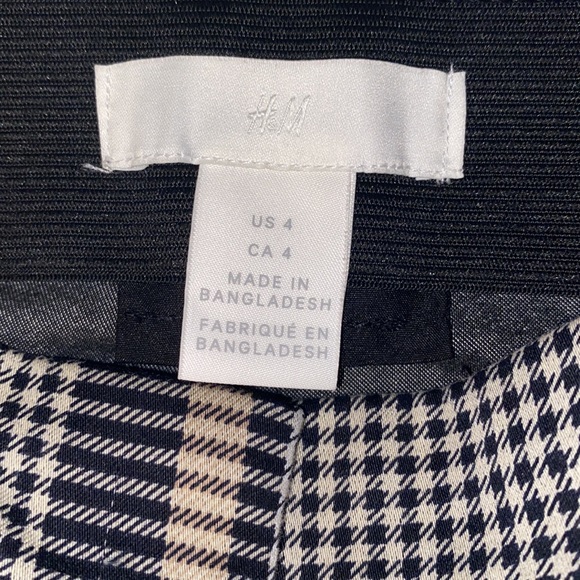 H&M
US 4
CA 4
MADE IN
BANGLADESH
FABRIQUÉ EN
BANGLADESH